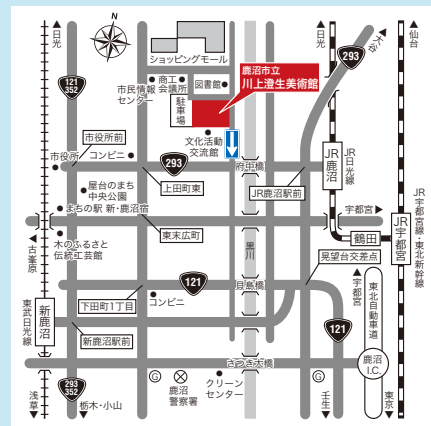 ▲日光
N
ショッピングモール
▲日光
293
▲大谷
▲仙台
121
352
市民情報
センター
商工
会議所
図書館
鹿沼市立
川上澄生美術館
駐車場
文化活動
交流館
市役所前
市役所
コンビニ
293
府中橋
JR鹿沼
JR日光線
屋台のまち
中央公園
上田町東
JR鹿沼駅前
まちの駅 新・鹿沼宿
宇都宮▶
JR宇都宮線・東北新幹線
東末広町
鶴田
JR宇都宮
木のふるさと
伝統工芸館
◀古峯原
黒川
晃望台交差点
121
貝島橋
◀宇都宮
東北自動車道
下田町1丁目
コンビニ
東武日光線
新鹿沼
121
新鹿沼駅前
さつき大橋
鹿沼
I.C.
G
鹿沼
警察署
クリーン
センター
G
293
352
浅草▼
栃木・小山
壬生▼
東京▼